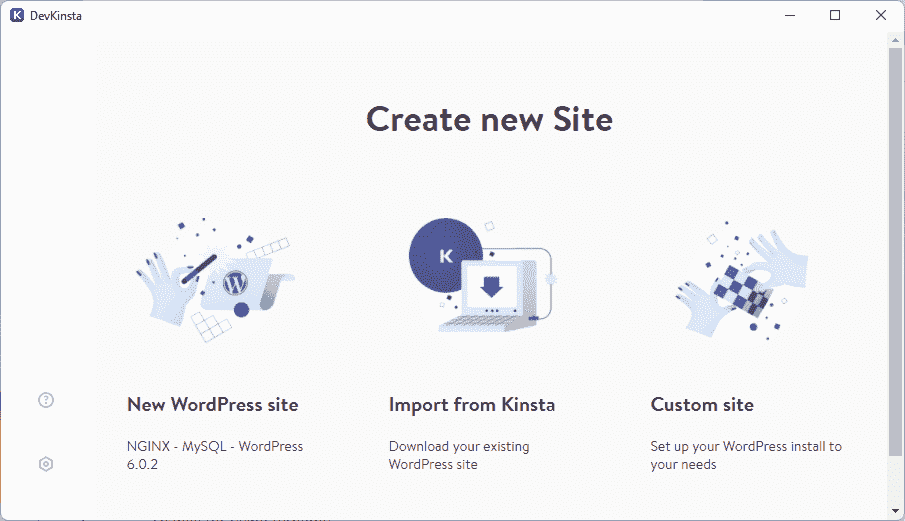 DevKinsta
Create new Site
K
New WordPress site
NGINX - MySQL - WordPress
6.0.2
Import from Kinsta
Download your existing
WordPress site
Custom site
Set up your WordPress install to
your needs